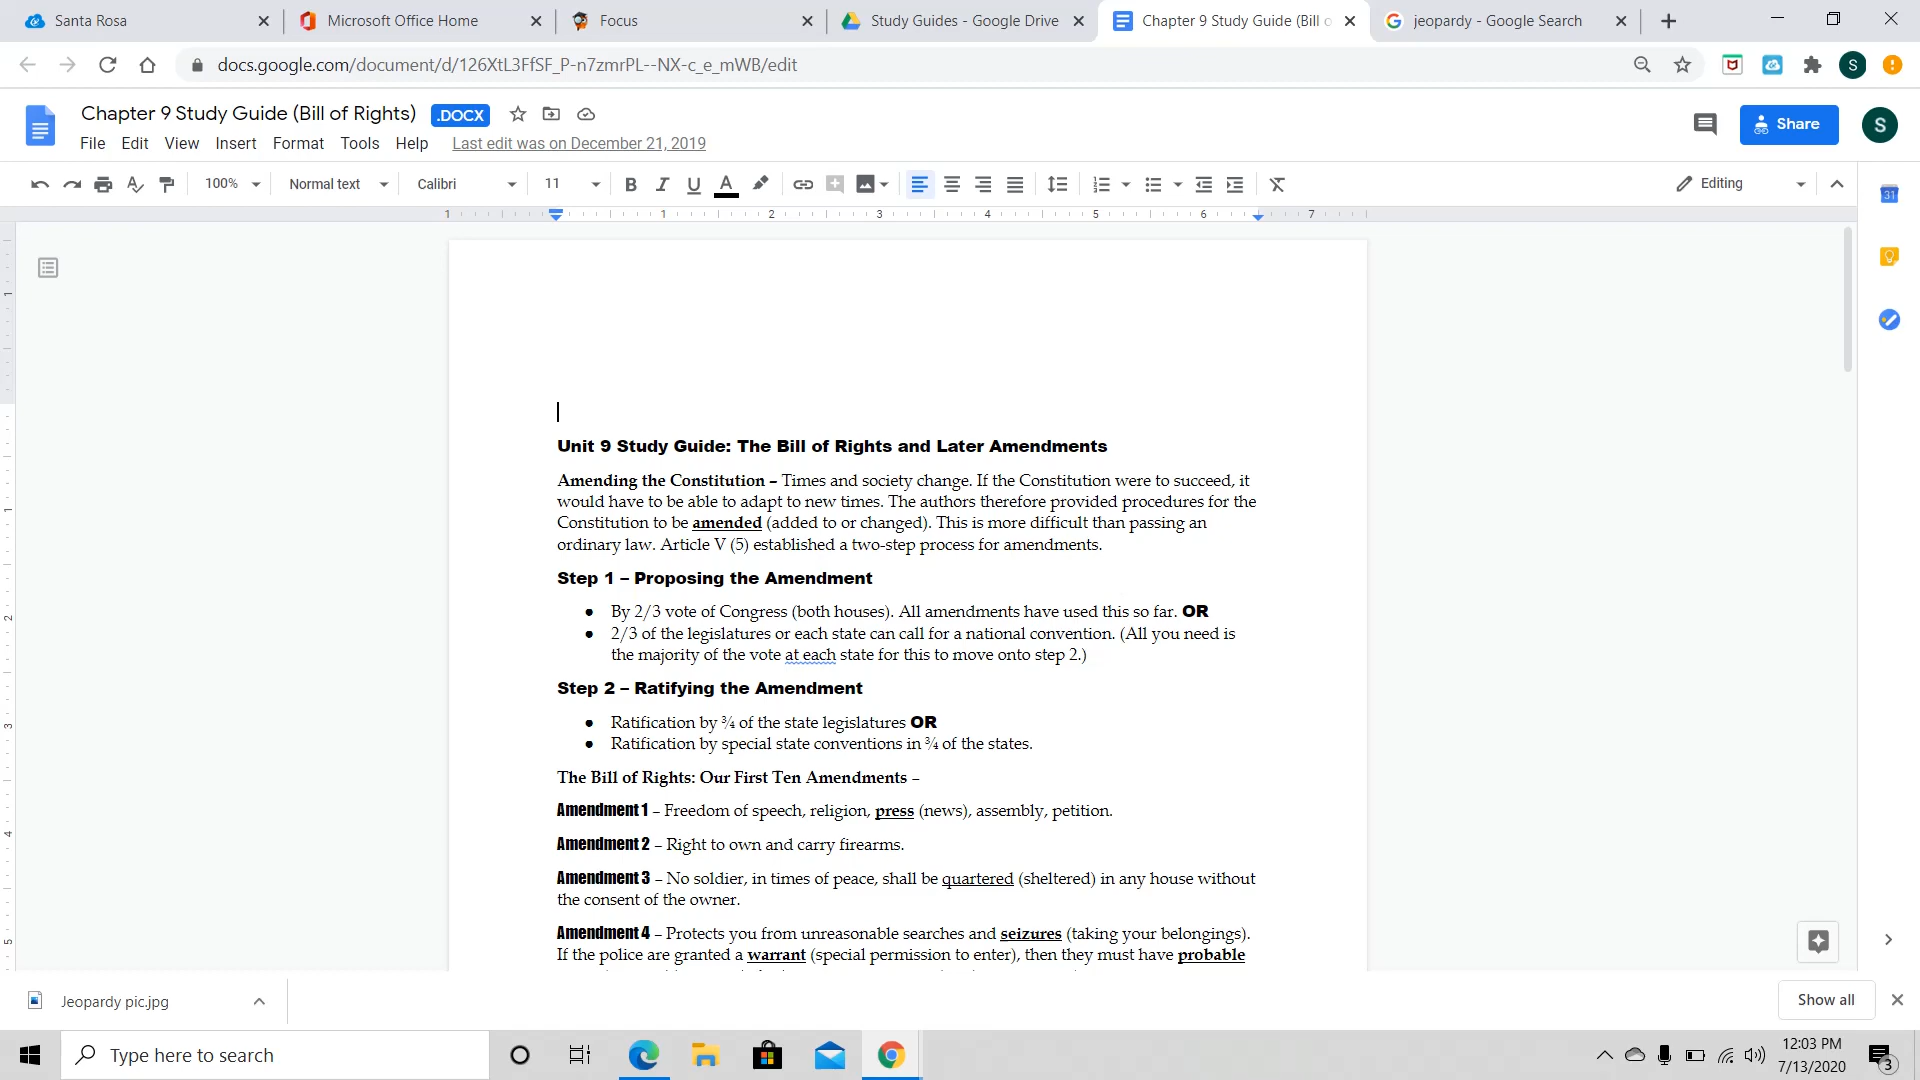 Santa Rosa
Microsoft Office Home
Focus
Study Guides - Google Drive
Chapter 9 Study Guide (Bill o
jeopardy - Google Search
docs.google.com/document/d/126XtL3FfSF_P-n7zmrPL--NX-c_e_mWB/edit
S
Chapter 9 Study Guide (Bill of Rights)
.DOCX
Share
S
File Edit View Insert Format Tools Help
Last edit was on December 21, 2019
100%
Normal text
Calibri
11
B I U A
Editing
31
1 1 2 3 4 5 6 7
Unit 9 Study Guide: The Bill of Rights and Later Amendments
Amending the Constitution – Times and society change. If the Constitution were to succeed, it
would have to be able to adapt to new times. The authors therefore provided procedures for the
Constitution to be amended (added to or changed). This is more difficult than passing an
ordinary law. Article V (5) established a two-step process for amendments.
Step 1 – Proposing the Amendment
● By 2/3 vote of Congress (both houses). All amendments have used this so far. OR
● 2/3 of the legislatures or each state can call for a national convention. (All you need is
the majority of the vote at each state for this to move onto step 2.)
Step 2 – Ratifying the Amendment
● Ratification by ¾ of the state legislatures OR
● Ratification by special state conventions in ¾ of the states.
The Bill of Rights: Our First Ten Amendments –
Amendment 1 – Freedom of speech, religion, press (news), assembly, petition.
Amendment 2 – Right to own and carry firearms.
Amendment 3 – No soldier, in times of peace, shall be quartered (sheltered) in any house without
the consent of the owner.
Amendment 4 – Protects you from unreasonable searches and seizures (taking your belongings).
If the police are granted a warrant (special permission to enter), then they must have probable
Jeopardy pic.jpg
Show all
Type here to search
12:03 PM
7/13/2020
3